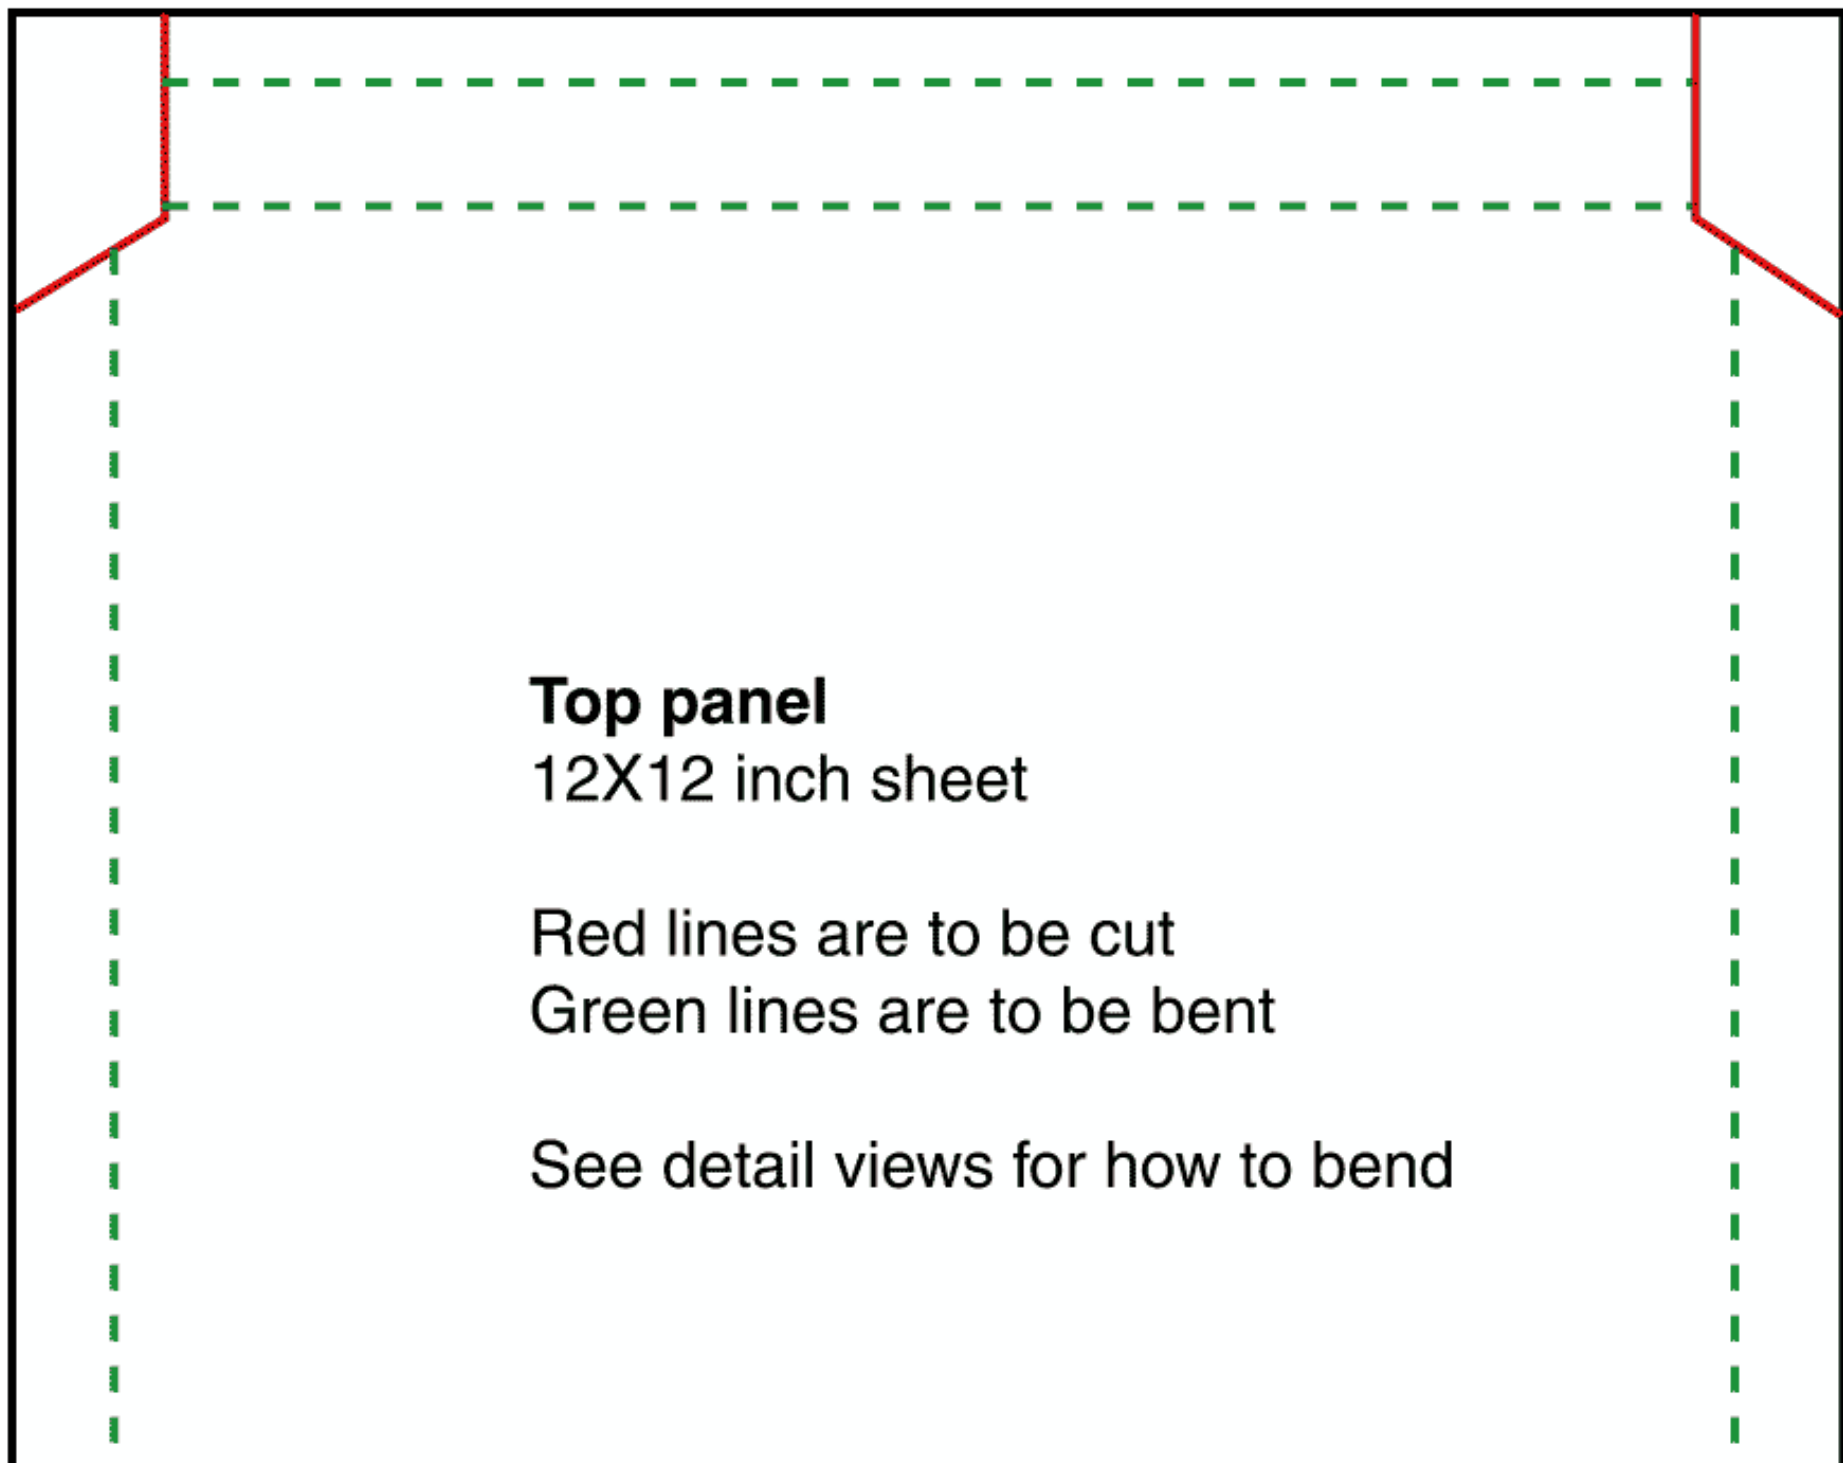 Top panel
12X12 inch sheet
Red lines are to be cut
Green lines are to be bent
See detail views for how to bend